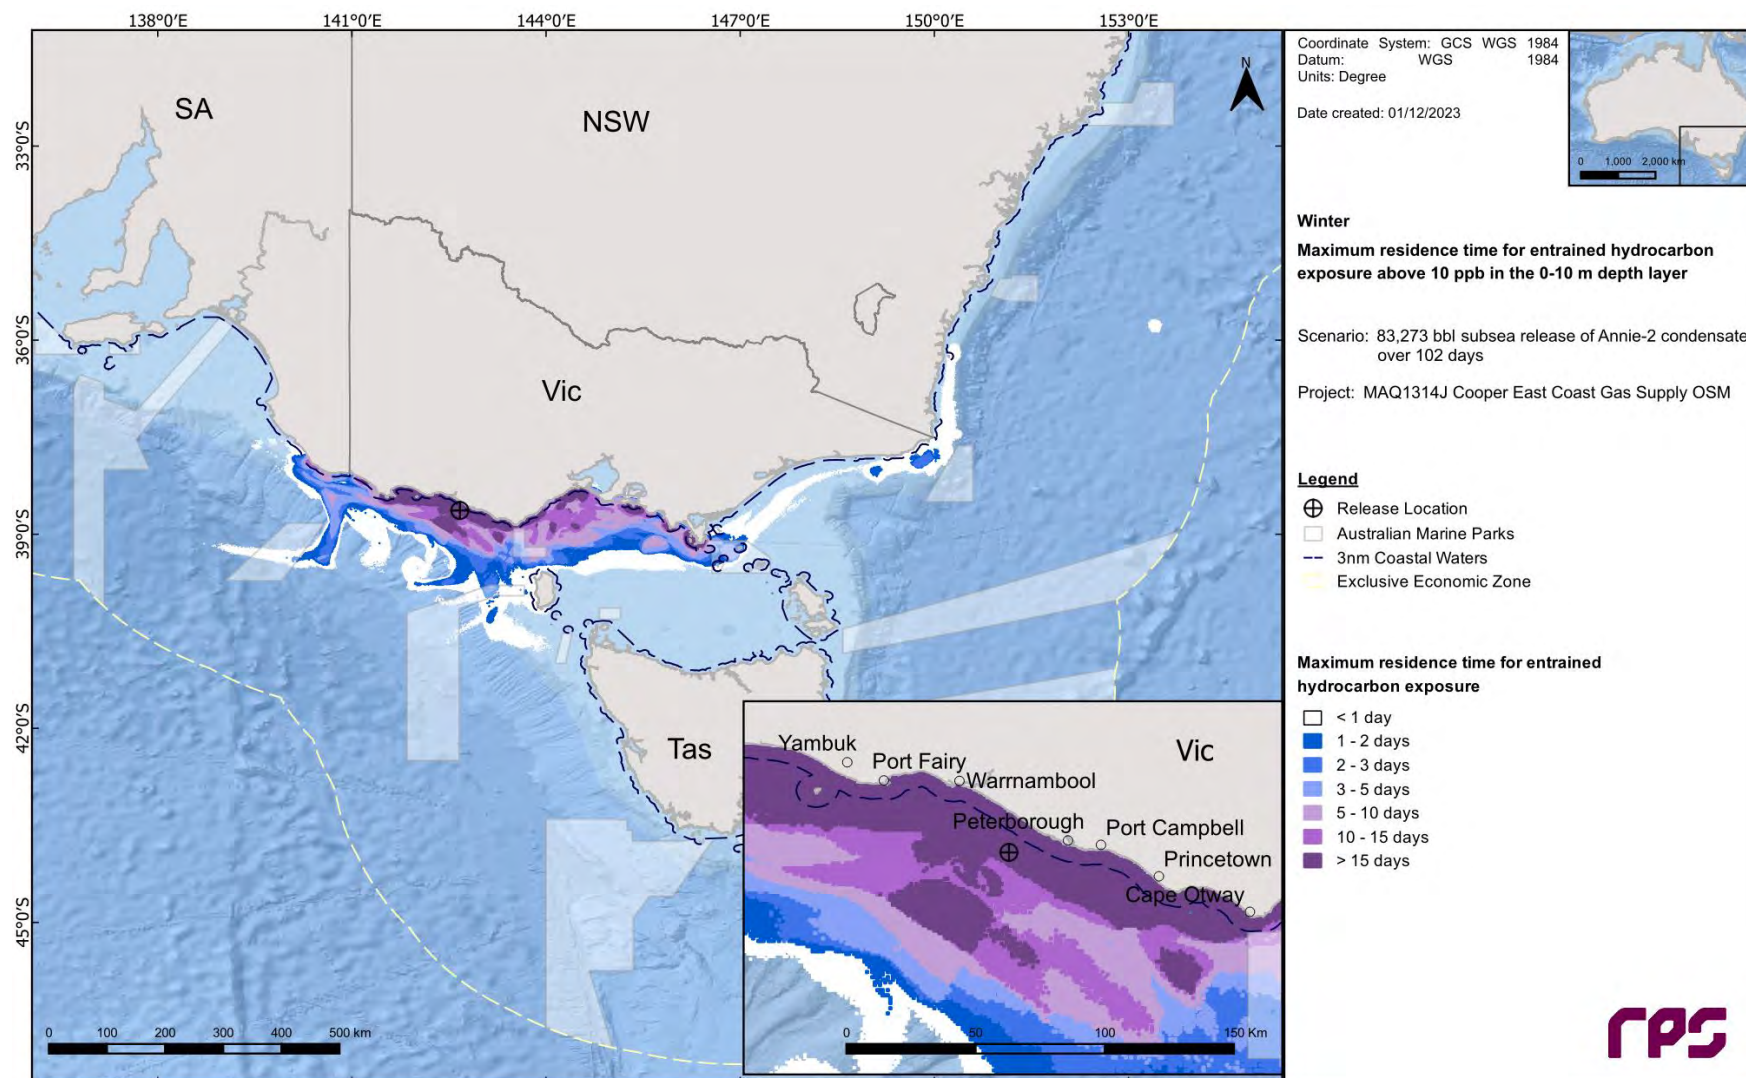 138°0'E 141°0'E 144°0'E 147°0'E 150°0'E 153°0'E
33°0'S
36°0'S
39°0'S
42°0'S
45°0'S
SA
NSW
Vic
Tas
N
0 100 200 300 400 500 km
Yambuk
Port Fairy
Warrnambool
Vic
Peterborough
Port Campbell
Princetown
Cape Otway
0 50 100 150 Km
Coordinate System: GCS WGS 1984
Datum: WGS 1984
Units: Degree
Date created: 01/12/2023
0 1,000 2,000 km
Winter
Maximum residence time for entrained hydrocarbon
exposure above 10 ppb in the 0-10 m depth layer
Scenario: 83,273 bbl subsea release of Annie-2 condensate
over 102 days
Project: MAQ1314J Cooper East Coast Gas Supply OSM
Legend
Release Location
Australian Marine Parks
3nm Coastal Waters
Exclusive Economic Zone
Maximum residence time for entrained
hydrocarbon exposure
< 1 day
1 - 2 days
2 - 3 days
3 - 5 days
5 - 10 days
10 - 15 days
> 15 days
rps